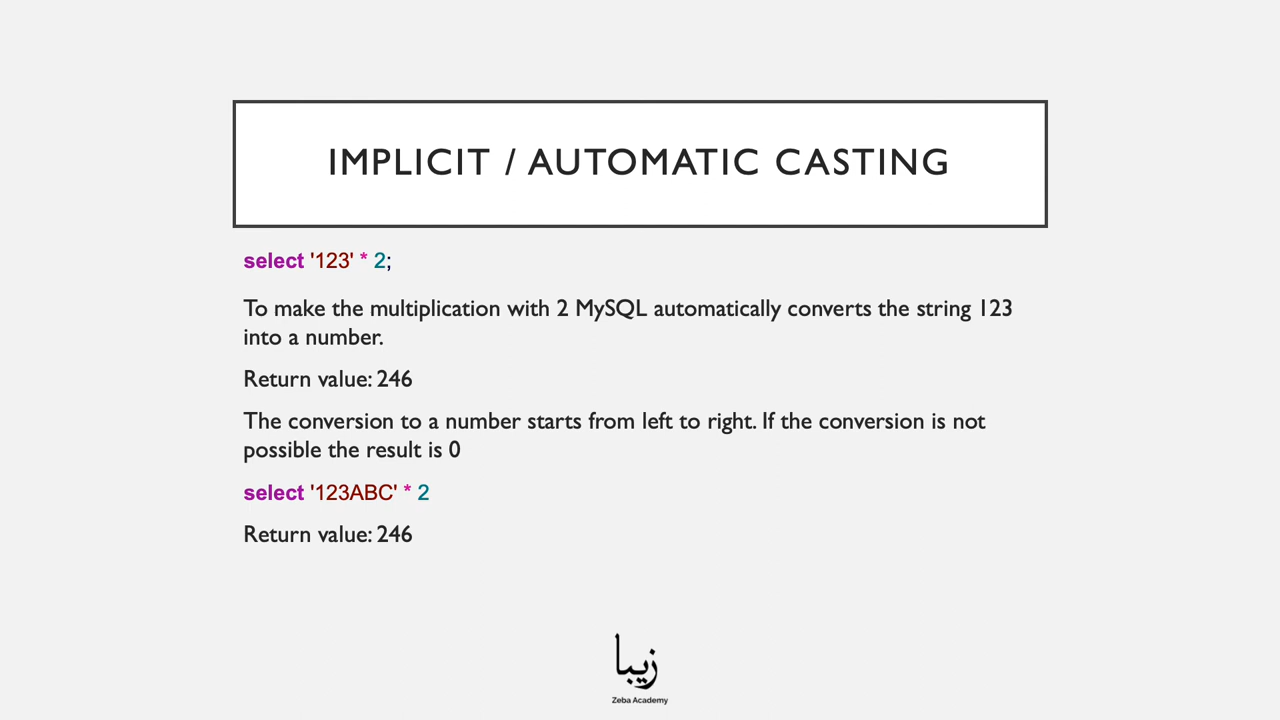 IMPLICIT / AUTOMATIC CASTING
select '123' * 2;
To make the multiplication with 2 MySQL automatically converts the string 123
into a number.
Return value: 246
The conversion to a number starts from left to right. If the conversion is not
possible the result is 0
select '123ABC' * 2
Return value: 246
زیبا
Zeba Academy